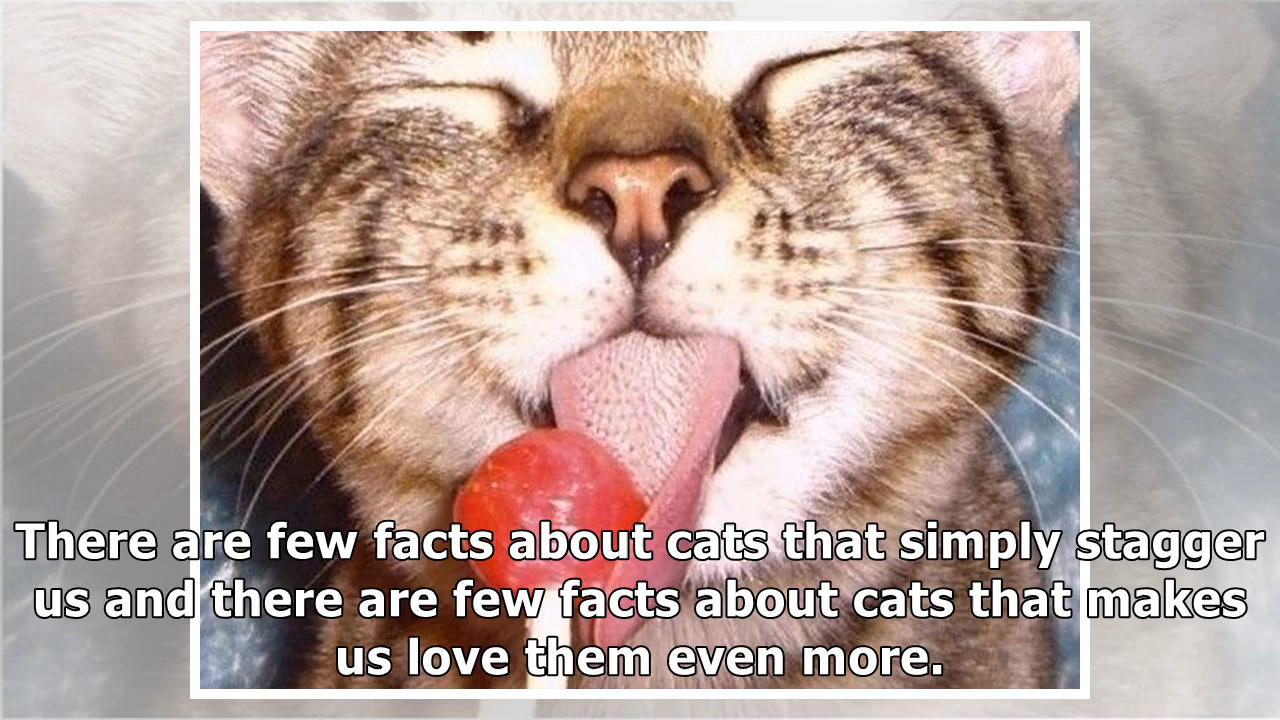 There are few facts about cats that simply stagger
us and there are few facts about cats that makes
us love them even more.